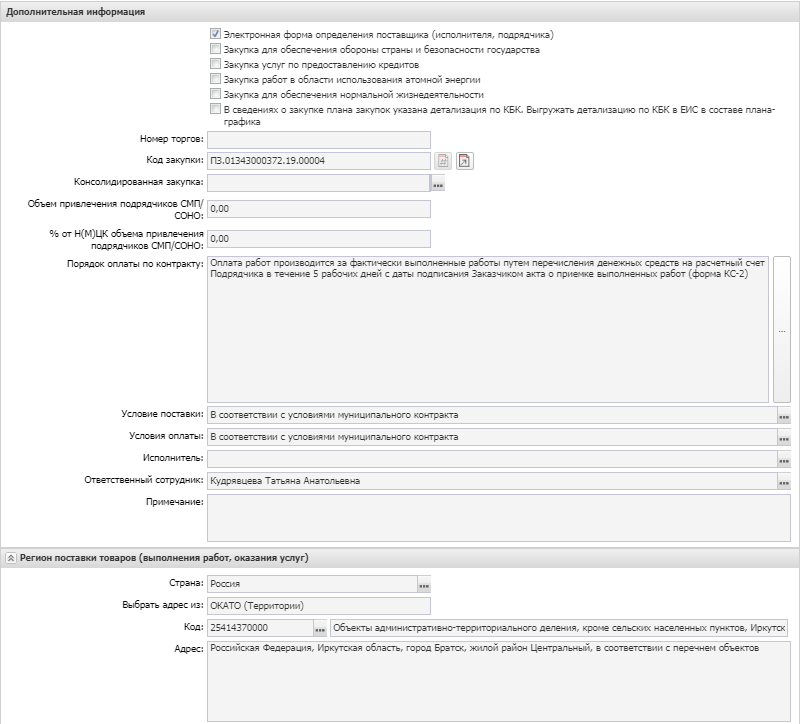 Дополнительная информация
Электронная форма определения поставщика (исполнителя, подрядчика)
Закупка для обеспечения обороны страны и безопасности государства
Закупка услуг по предоставлению кредитов
Закупка работ в области использования атомной энергии
Закупка для обеспечения нормальной жизнедеятельности
В сведениях о закупке плана закупок указана детализация по КБК. Выгружать детализацию по КБК в ЕИС в составе плана-
графика
Номер торгов:
Код закупки: П3.01343000372.19.00004
Консолидированная закупка: ...
Объем привлечения подрядчиков СМП/
СОНО: 0,00
% от Н(М)ЦК объема привлечения
подрядчиков СМП/СОНО: 0,00
Порядок оплаты по контракту: Оплата работ производится за фактически выполненные работы путем перечисления денежных средств на расчетный счет
Подрядчика в течение 5 рабочих дней с даты подписания Заказчиком акта о приемке выполненных работ (форма КС-2)
...
Условие поставки: В соответствии с условиями муниципального контракта ...
Условия оплаты: В соответствии с условиями муниципального контракта ...
Исполнитель: ...
Ответственный сотрудник: Кудрявцева Татьяна Анатольевна ...
Примечание:
Регион поставки товаров (выполнения работ, оказания услуг)
Страна: Россия ...
Выбрать адрес из: ОКАТО (Территории)
Код: 25414370000 ... Объекты административно-территориального деления, кроме сельских населенных пунктов, Иркутск
Адрес: Российская Федерация, Иркутская область, город Братск, жилой район Центральный, в соответствии с перечнем объектов